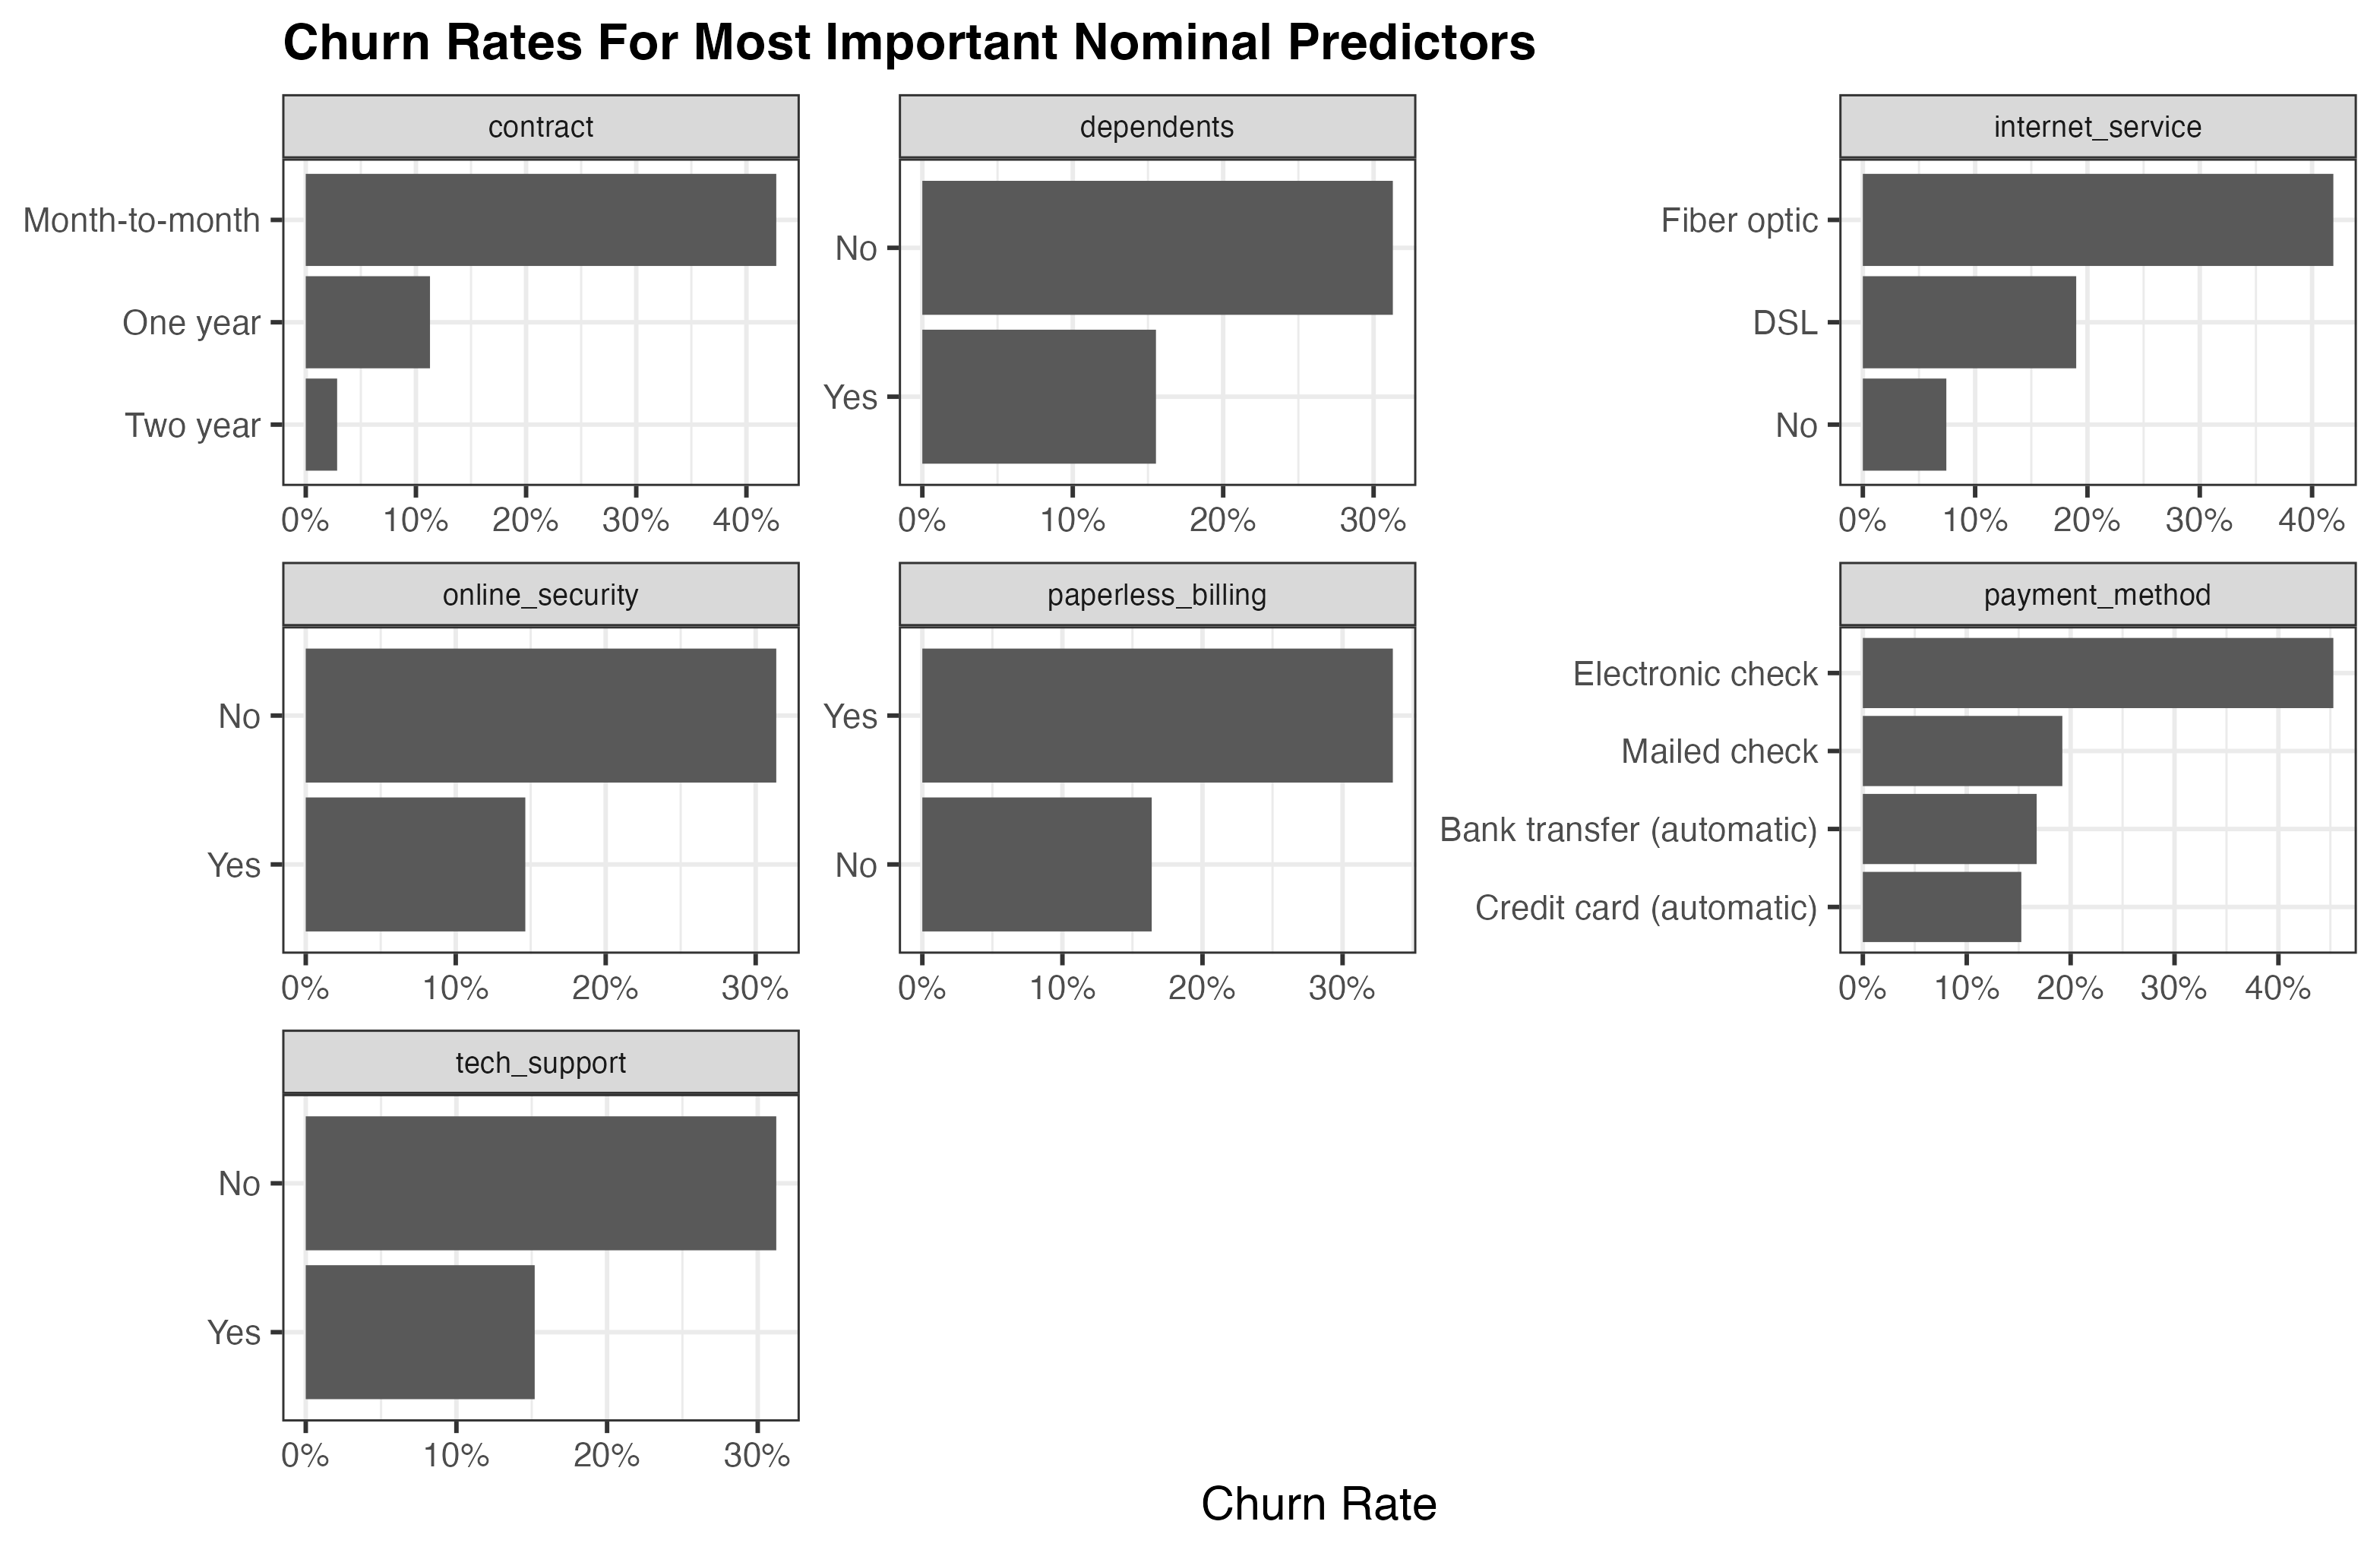 Churn Rates For Most Important Nominal Predictors
contract
Month-to-month
One year
Two year
0% 10% 20% 30% 40%
dependents
No
Yes
0% 10% 20% 30%
internet_service
Fiber optic
DSL
No
0% 10% 20% 30% 40%
online_security
No
Yes
0% 10% 20% 30%
paperless_billing
Yes
No
0% 10% 20% 30%
payment_method
Electronic check
Mailed check
Bank transfer (automatic)
Credit card (automatic)
0% 10% 20% 30% 40%
tech_support
No
Yes
0% 10% 20% 30%
Churn Rate